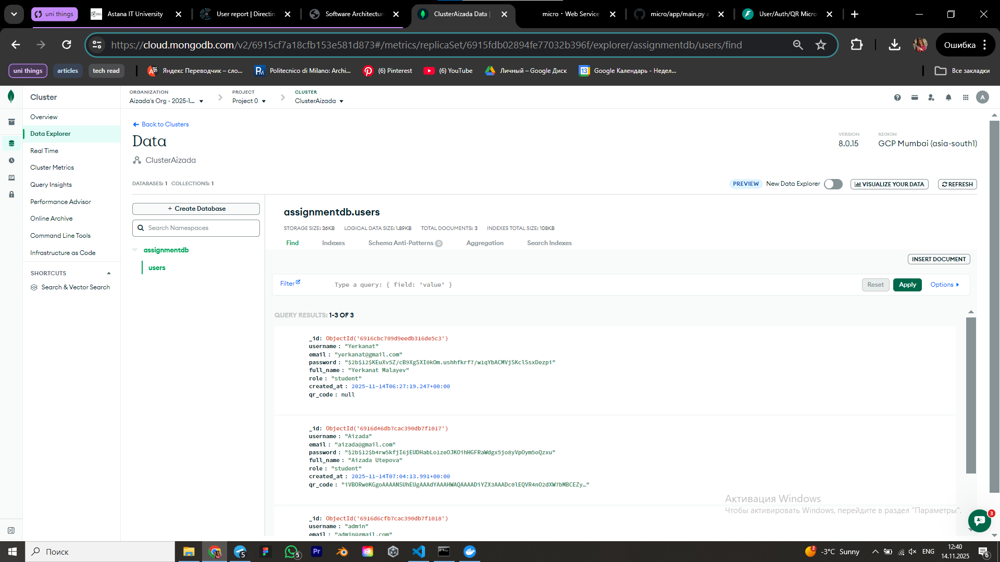 uni things
Astana IT University
User report | Directin
Software Architectur
ClusterAizada Data |
micro · Web Service
micro/app/main.py a
User/Auth/QR Micro
https://cloud.mongodb.com/v2/6915cf7a18cfb153e581d873#/metrics/replicaSet/6915fdb02894fe77032b396f/explorer/assignmentdb/users/find
Ошибка
uni things
articles
tech read
Яндекс Переводчик – сло...
Politecnico di Milano: Archi...
(6) Pinterest
(6) YouTube
Личный – Google Диск
13
Google Календарь - Недел...
Все закладки
Cluster
ORGANIZATION
Aizada's Org - 2025-1...
PROJECT
Project 0
CLUSTER
ClusterAizada
A
Overview
Data Explorer
Real Time
Cluster Metrics
Query Insights
Performance Advisor
Online Archive
Command Line Tools
Infrastructure as Code
SHORTCUTS
Search & Vector Search
Back to Clusters
Data
ClusterAizada
VERSION
8.0.15
REGION
GCP Mumbai (asia-south1)
DATABASES: 1 COLLECTIONS: 1
PREVIEW New Data Explorer
VISUALIZE YOUR DATA
REFRESH
+ Create Database
Search Namespaces
assignmentdb
users
assignmentdb.users
STORAGE SIZE: 36KB LOGICAL DATA SIZE: 1.89KB TOTAL DOCUMENTS: 3 INDEXES TOTAL SIZE: 108KB
Find Indexes Schema Anti-Patterns 0 Aggregation Search Indexes
INSERT DOCUMENT
Filter
Type a query: { field: 'value' }
Reset
Apply
Options
QUERY RESULTS: 1-3 OF 3
_id: ObjectId('6916cbc709d9eedb316de5c3')
username : "Yerkanat"
email : "yerkanat@gmail.com"
password : "$2b$12$KEuXv5Z/cB9XgSXI0kOm.ushhfkrf7/w1qYbACMVjSKclSsxDezpi"
full_name : "Yerkanat Malayev"
role : "student"
created_at : 2025-11-14T06:27:19.247+00:00
qr_code : null
_id: ObjectId('6916d46db7cac390db7f1017')
username : "Aizada"
email : "aizada@gmail.com"
password : "$2b$12$b4rw5kfjI6jEUDHabLo1zeOJKOihHGFRaWdgx5jo8yVpOym5oQzxu"
full_name : "Aizada Utepova"
role : "student"
created_at : 2025-11-14T07:04:13.991+00:00
qr_code : "iVBORw0KGgoAAAANSUhEUgAAAdYAAAHWAQAAAADiYZX3AAADc0lEQVR4nO2dXW7bMBCEZy…"
_id: ObjectId('6916d6cfb7cac390db7f1018')
username : "admin"
email : "admin@gmail.com"
Активация Windows
Чтобы активировать Windows, перейдите в раздел "Параметры".
3
Поиск
5
5
Pr
2
-3°C Sunny
ENG
12:40
14.11.2025
6